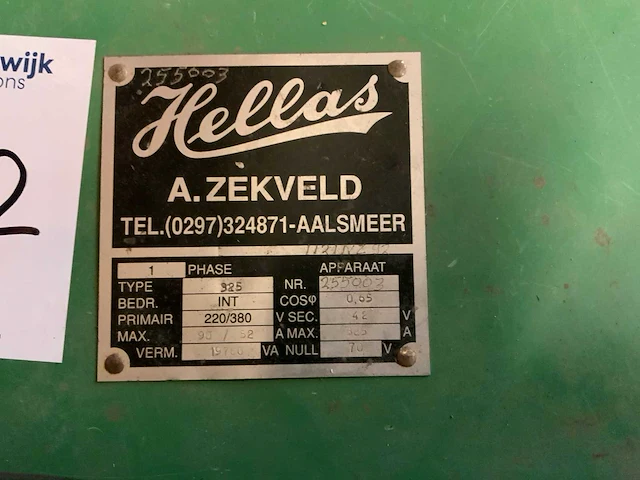 wijk
ons
2
255003
Hellas
A. ZEKVELD
TEL.(0297)324871-AALSMEER
1 PHASE APPARAAT
TYPE 325 NR. 255003
BEDR. INT COSφ 0,65
PRIMAIR 220/380 V SEC. 42 V
MAX. / 52 A MAX. A
VERM. VA NULL 70 V